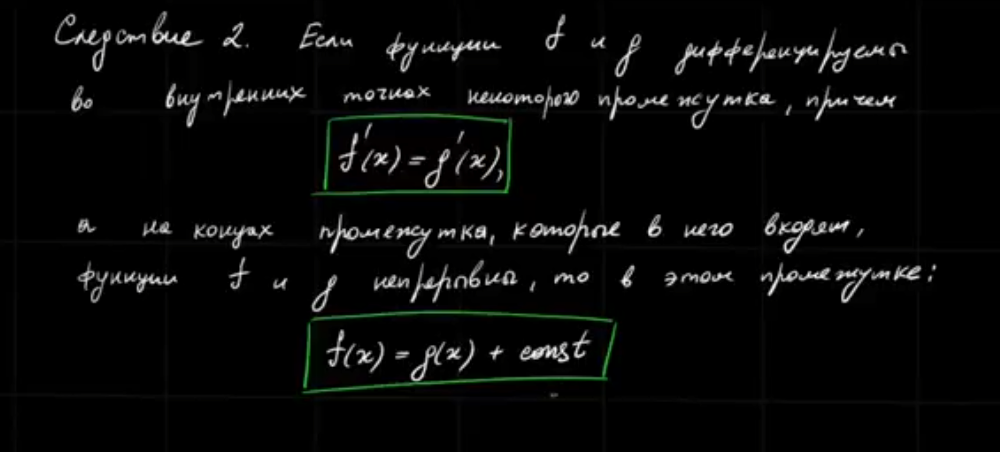 Следствие 2. Если функции f и g дифференцируемы
во внутренних точках некоторого промежутка, причем
f'(x) = g'(x),
а на концах промежутка, которые в него входят,
функции f и g непрерывны, то в этом промежутке:
f(x) = g(x) + const